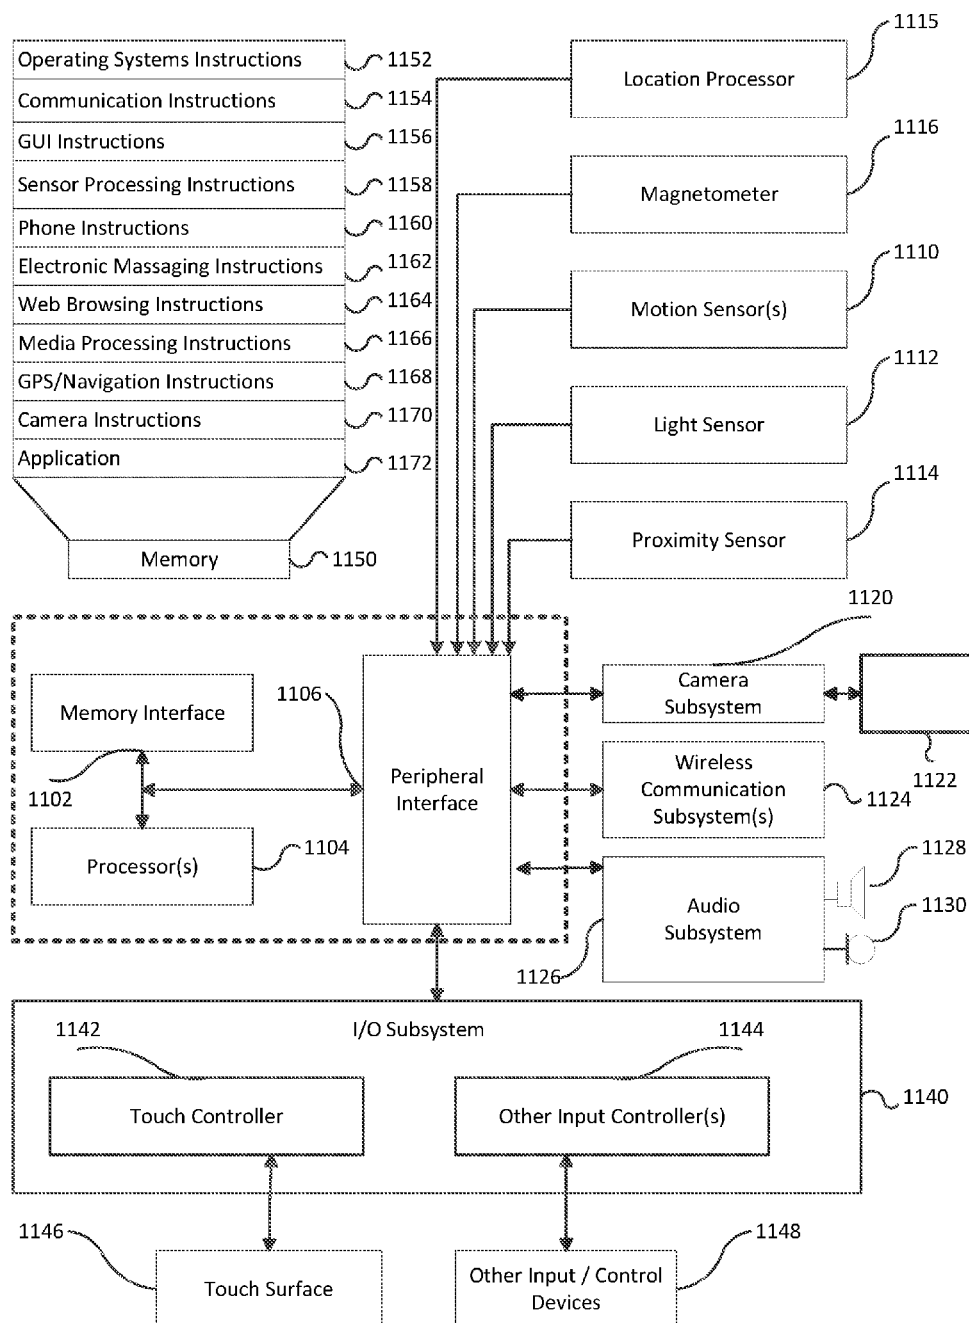 Operating Systems Instructions 1152
Communication Instructions 1154
GUI Instructions 1156
Sensor Processing Instructions 1158
Phone Instructions 1160
Electronic Massaging Instructions 1162
Web Browsing Instructions 1164
Media Processing Instructions 1166
GPS/Navigation Instructions 1168
Camera Instructions 1170
Application 1172
Memory 1150
1115
Location Processor
1116
Magnetometer
1110
Motion Sensor(s)
1112
Light Sensor
1114
Proximity Sensor
1120
Camera
Subsystem
1122
Memory Interface
1102
1106
Peripheral
Interface
Processor(s)
1104
Wireless
Communication
Subsystem(s)
1124
Audio
Subsystem
1126
1128
1130
I/O Subsystem
1142
1144
Touch Controller
Other Input Controller(s)
1140
1146
Touch Surface
1148
Other Input / Control
Devices